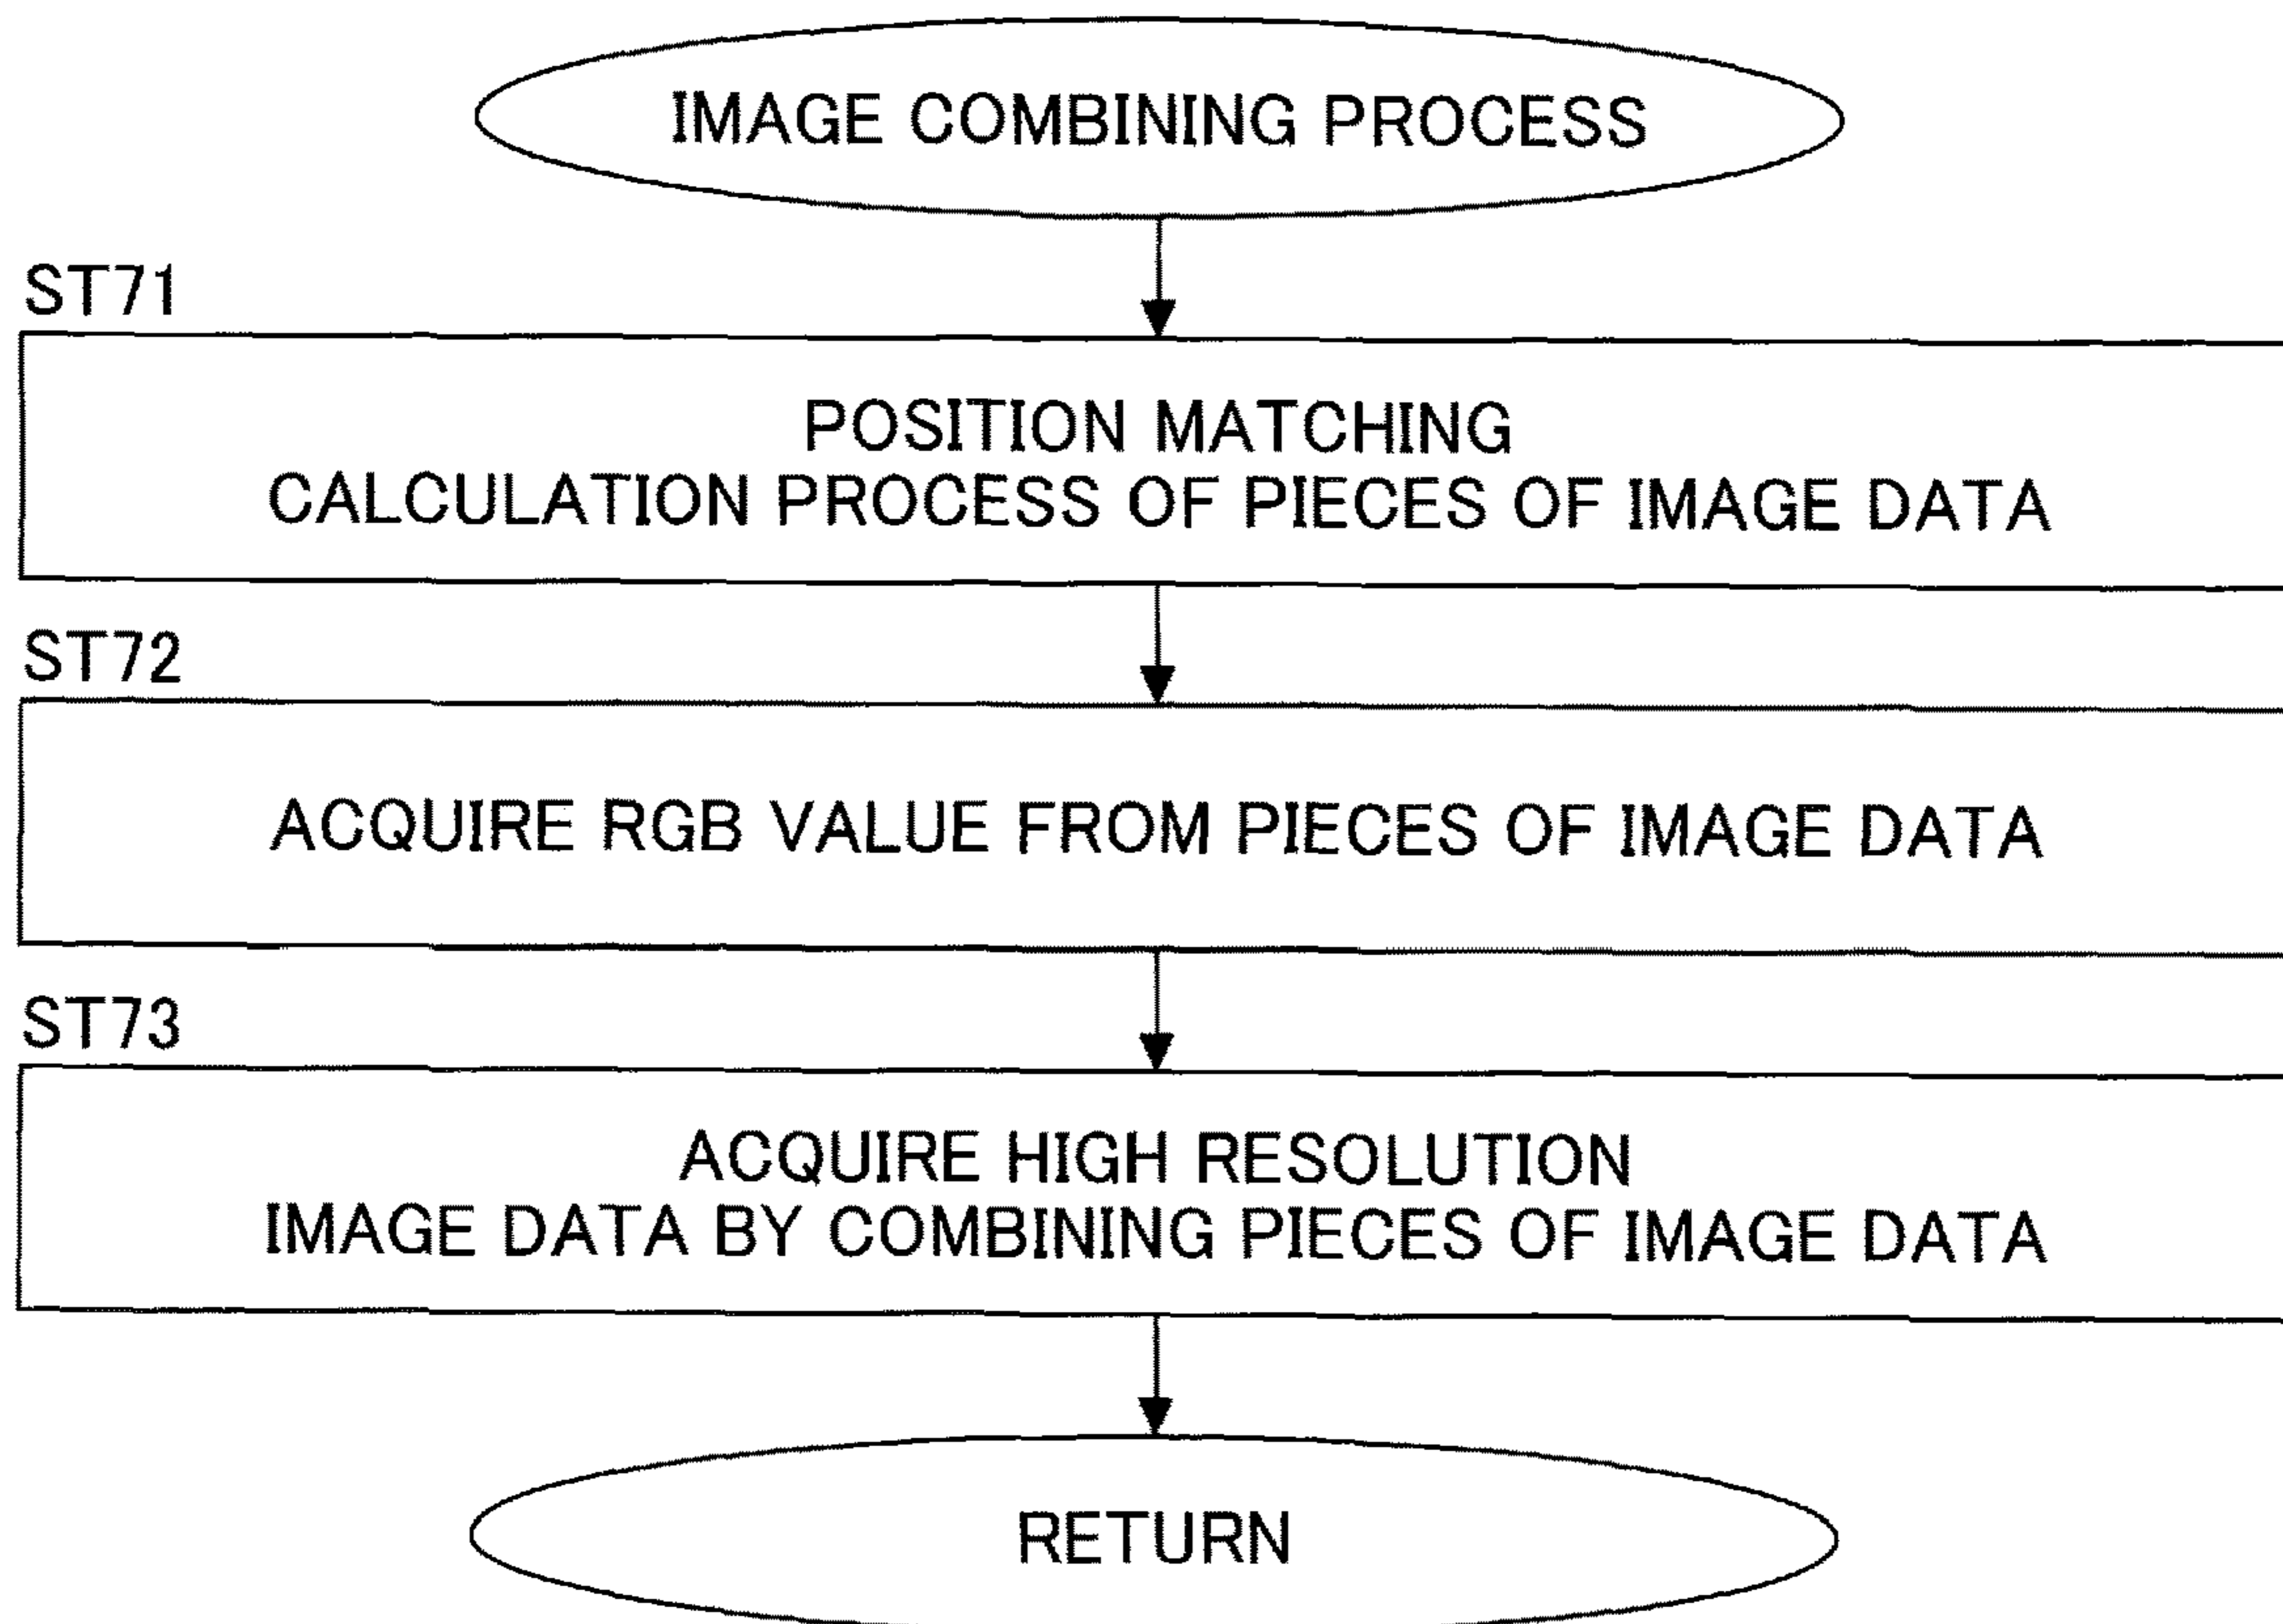 IMAGE COMBINING PROCESS
ST71
POSITION MATCHING
CALCULATION PROCESS OF PIECES OF IMAGE DATA
ST72
ACQUIRE RGB VALUE FROM PIECES OF IMAGE DATA
ST73
ACQUIRE HIGH RESOLUTION
IMAGE DATA BY COMBINING PIECES OF IMAGE DATA
RETURN